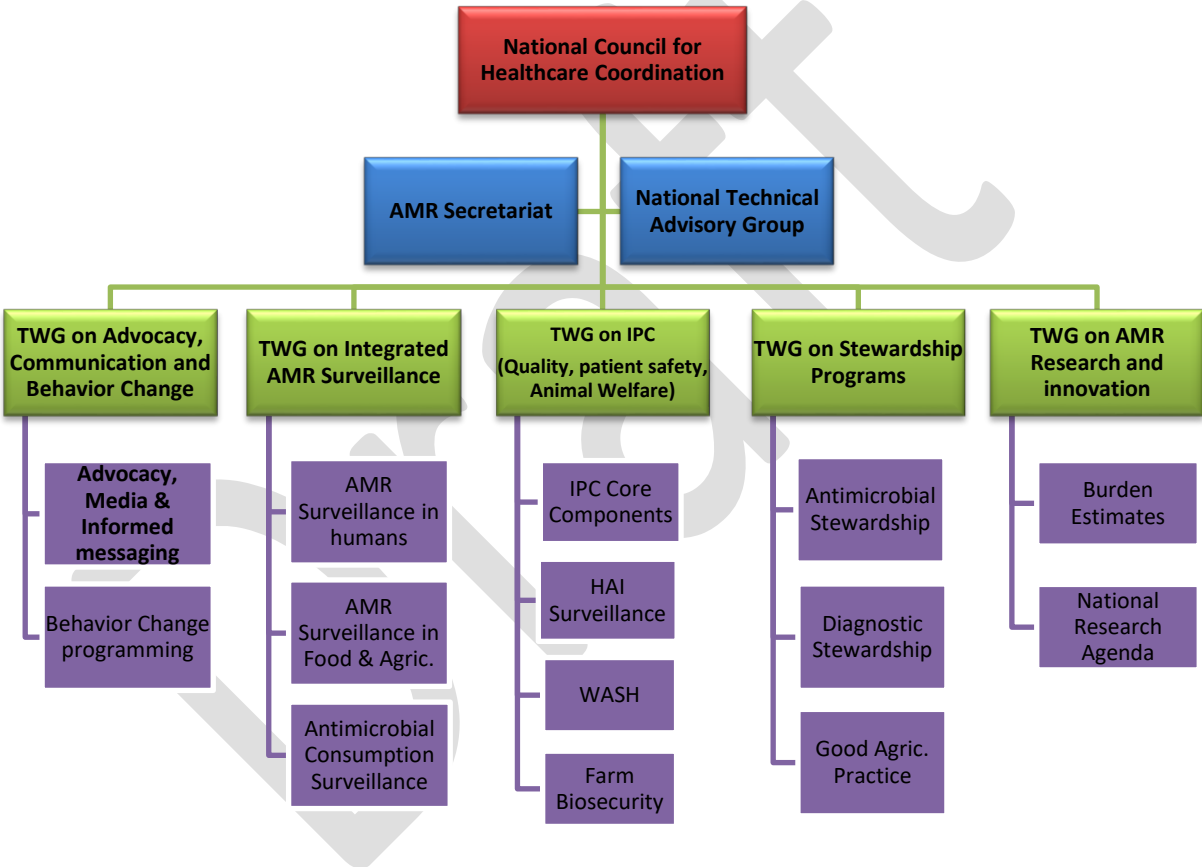 National Council for
Healthcare Coordination
AMR Secretariat
National Technical
Advisory Group
TWG on Advocacy,
Communication and
Behavior Change
TWG on Integrated
AMR Surveillance
TWG on IPC
(Quality, patient safety,
Animal Welfare)
TWG on Stewardship
Programs
TWG on AMR
Research and
innovation
Advocacy,
Media &
Informed
messaging
Behavior Change
programming
AMR
Surveillance in
humans
AMR
Surveillance in
Food & Agric.
Antimicrobial
Consumption
Surveillance
IPC Core
Components
HAI
Surveillance
WASH
Farm
Biosecurity
Antimicrobial
Stewardship
Diagnostic
Stewardship
Good Agric.
Practice
Burden
Estimates
National
Research
Agenda
Draft